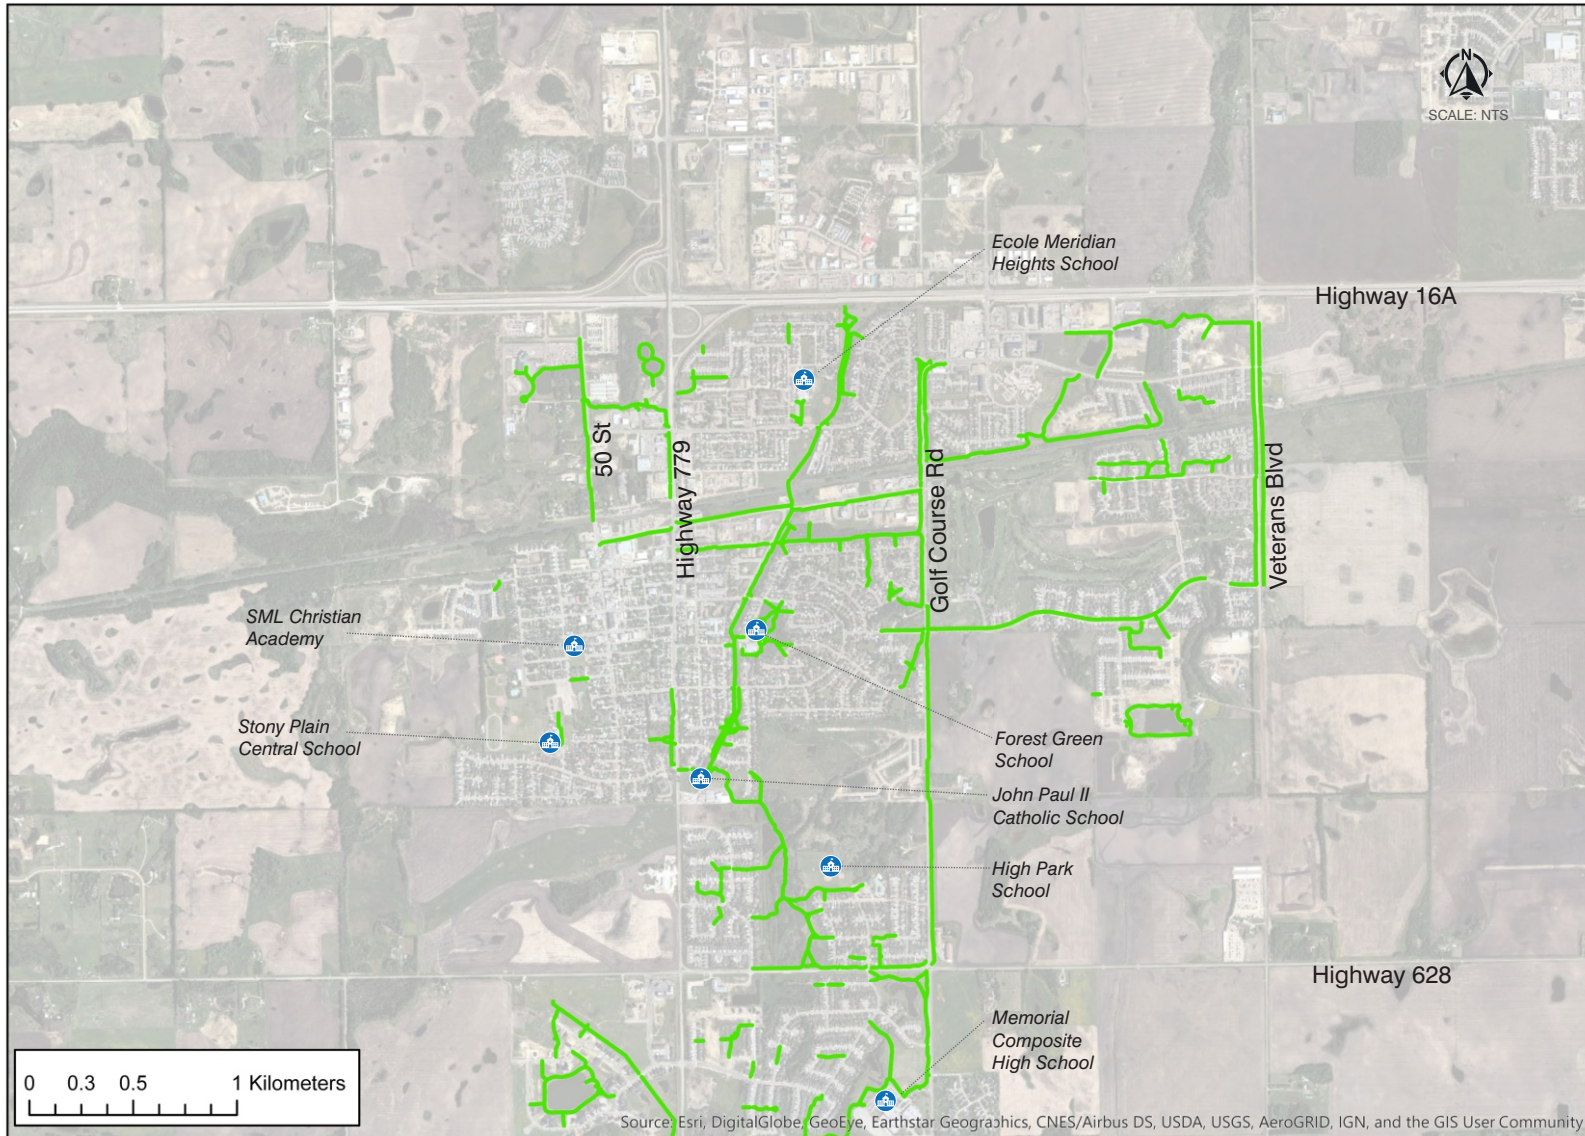 N
SCALE: NTS
Ecole Meridian
Heights School
Highway 16A
50 St
Highway 779
Golf Course Rd
Veterans Blvd
SML Christian
Academy
Stony Plain
Central School
Forest Green
School
John Paul II
Catholic School
High Park
School
Highway 628
Memorial
Composite
High School
0 0.3 0.5 1 Kilometers
Source: Esri, DigitalGlobe, GeoEye, Earthstar Geographics, CNES/Airbus DS, USDA, USGS, AeroGRID, IGN, and the GIS User Community